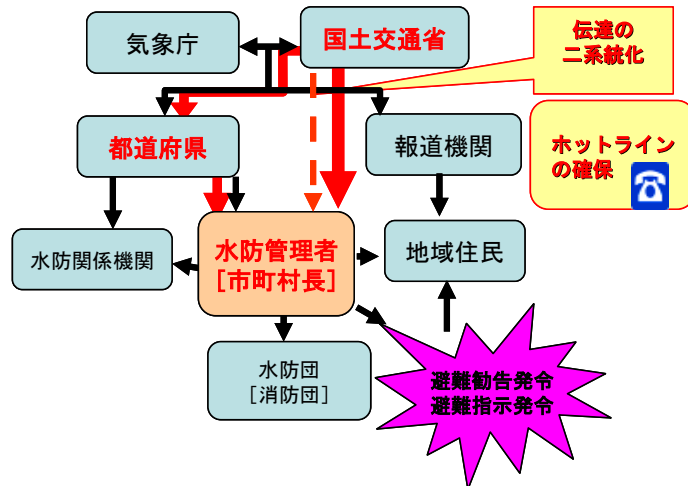 気象庁
国土交通省
伝達の
二系統化
都道府県
報道機関
ホットライン
の確保
水防関係機関
水防管理者
[市町村長]
地域住民
水防団
[消防団]
避難勧告発令
避難指示発令